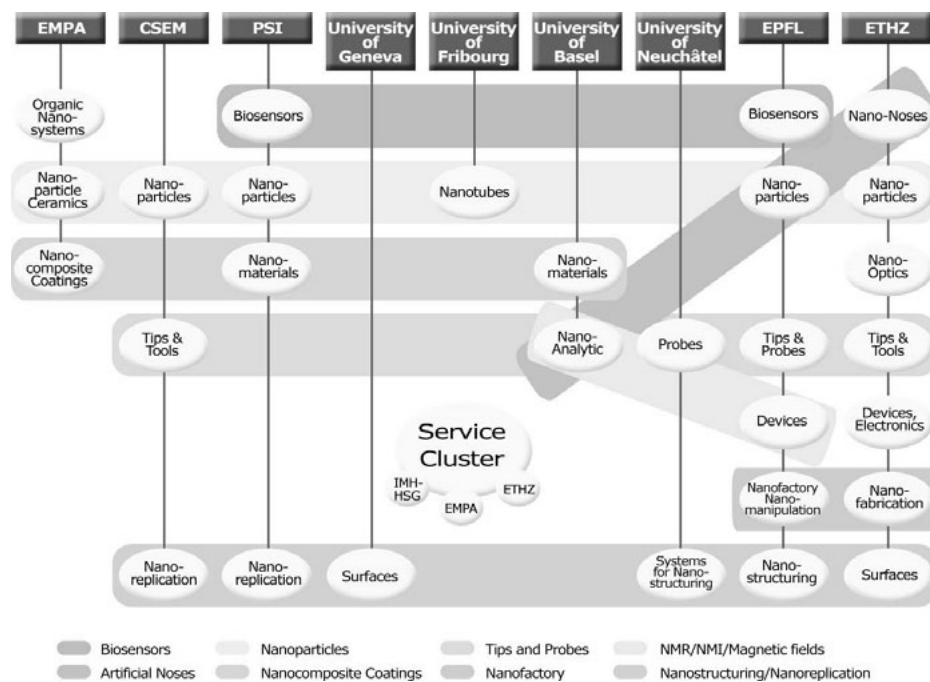 EMPA
CSEM
PSI
University
of
Geneva
University
of
Fribourg
University
of
Basel
University
of
Neuchâtel
EPFL
ETHZ
Organic
Nano-
systems
Biosensors
Biosensors
Nano-Noses
Nano-
particle
Ceramics
Nano-
particles
Nano-
particles
Nanotubes
Nano-
particles
Nano-
particles
Nano-
composite
Coatings
Nano-
materials
Nano-
materials
Nano-
Optics
Tips &
Tools
Nano-
Analytic
Probes
Tips &
Probes
Tips &
Tools
Service
Cluster
IMH-
HSG
EMPA
ETHZ
Devices
Devices,
Electronics
Nanofactory
Nano-
manipulation
Nano-
fabrication
Nano-
replication
Nano-
replication
Surfaces
Systems
for Nano-
structuring
Nano-
structuring
Surfaces
Biosensors
Nanoparticles
Tips and Probes
NMR/NMI/Magnetic fields
Artificial Noses
Nanocomposite Coatings
Nanofactory
Nanostructuring/Nanoreplication